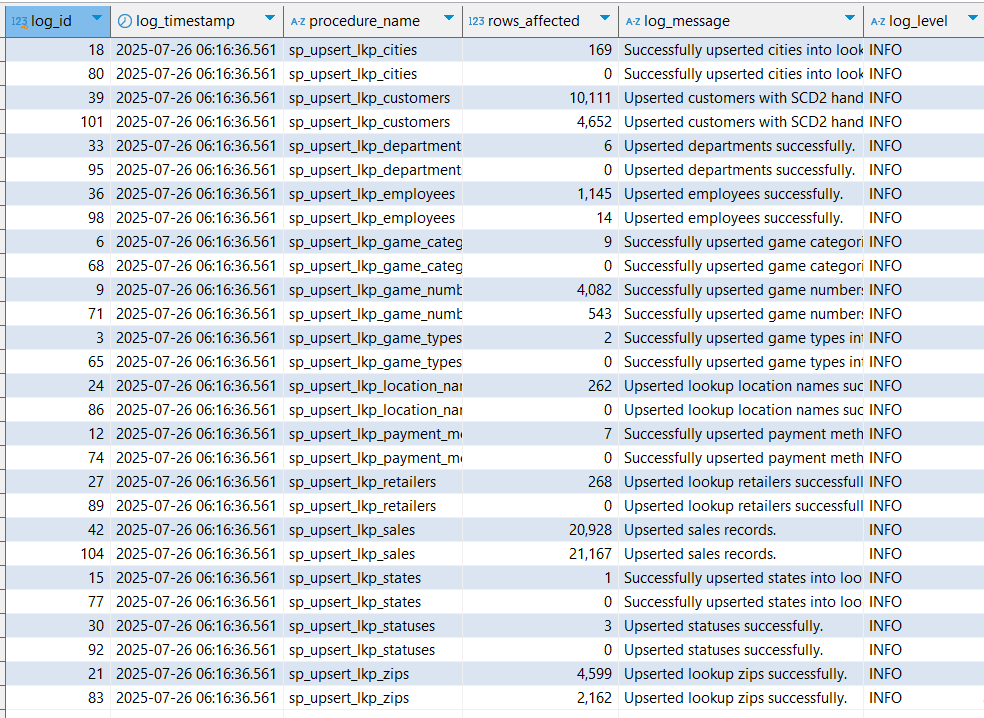 123 log_id log_timestamp A-Z procedure_name 123 rows_affected A-Z log_message A-Z log_level
18 2025-07-26 06:16:36.561 sp_upsert_lkp_cities 169 Successfully upserted cities into look INFO
80 2025-07-26 06:16:36.561 sp_upsert_lkp_cities 0 Successfully upserted cities into look INFO
39 2025-07-26 06:16:36.561 sp_upsert_lkp_customers 10,111 Upserted customers with SCD2 hand INFO
101 2025-07-26 06:16:36.561 sp_upsert_lkp_customers 4,652 Upserted customers with SCD2 hand INFO
33 2025-07-26 06:16:36.561 sp_upsert_lkp_department 6 Upserted departments successfully. INFO
95 2025-07-26 06:16:36.561 sp_upsert_lkp_department 0 Upserted departments successfully. INFO
36 2025-07-26 06:16:36.561 sp_upsert_lkp_employees 1,145 Upserted employees successfully. INFO
98 2025-07-26 06:16:36.561 sp_upsert_lkp_employees 14 Upserted employees successfully. INFO
6 2025-07-26 06:16:36.561 sp_upsert_lkp_game_categ 9 Successfully upserted game categori INFO
68 2025-07-26 06:16:36.561 sp_upsert_lkp_game_categ 0 Successfully upserted game categori INFO
9 2025-07-26 06:16:36.561 sp_upsert_lkp_game_numb 4,082 Successfully upserted game numbers INFO
71 2025-07-26 06:16:36.561 sp_upsert_lkp_game_numb 543 Successfully upserted game numbers INFO
3 2025-07-26 06:16:36.561 sp_upsert_lkp_game_types 2 Successfully upserted game types int INFO
65 2025-07-26 06:16:36.561 sp_upsert_lkp_game_types 0 Successfully upserted game types int INFO
24 2025-07-26 06:16:36.561 sp_upsert_lkp_location_nar 262 Upserted lookup location names suc INFO
86 2025-07-26 06:16:36.561 sp_upsert_lkp_location_nar 0 Upserted lookup location names suc INFO
12 2025-07-26 06:16:36.561 sp_upsert_lkp_payment_me 7 Successfully upserted payment meth INFO
74 2025-07-26 06:16:36.561 sp_upsert_lkp_payment_me 0 Successfully upserted payment meth INFO
27 2025-07-26 06:16:36.561 sp_upsert_lkp_retailers 268 Upserted lookup retailers successfull INFO
89 2025-07-26 06:16:36.561 sp_upsert_lkp_retailers 0 Upserted lookup retailers successfull INFO
42 2025-07-26 06:16:36.561 sp_upsert_lkp_sales 20,928 Upserted sales records. INFO
104 2025-07-26 06:16:36.561 sp_upsert_lkp_sales 21,167 Upserted sales records. INFO
15 2025-07-26 06:16:36.561 sp_upsert_lkp_states 1 Successfully upserted states into loo INFO
77 2025-07-26 06:16:36.561 sp_upsert_lkp_states 0 Successfully upserted states into loo INFO
30 2025-07-26 06:16:36.561 sp_upsert_lkp_statuses 3 Upserted statuses successfully. INFO
92 2025-07-26 06:16:36.561 sp_upsert_lkp_statuses 0 Upserted statuses successfully. INFO
21 2025-07-26 06:16:36.561 sp_upsert_lkp_zips 4,599 Upserted lookup zips successfully. INFO
83 2025-07-26 06:16:36.561 sp_upsert_lkp_zips 2,162 Upserted lookup zips successfully. INFO